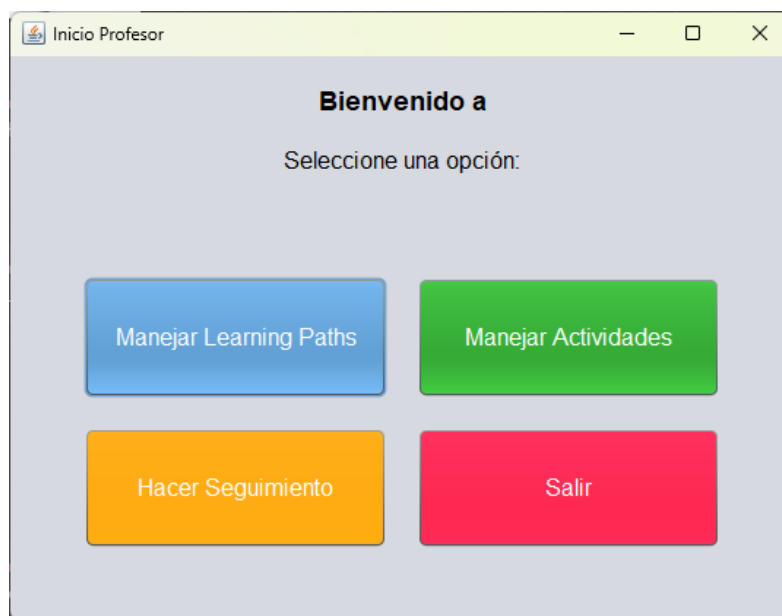 Inicio Profesor
Bienvenido a
Seleccione una opción:
Manejar Learning Paths
Manejar Actividades
Hacer Seguimiento
Salir